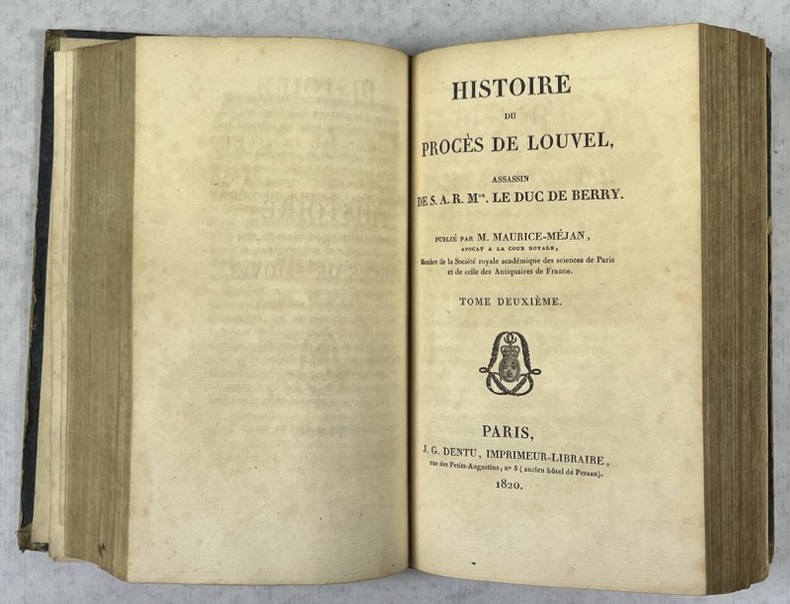 HISTOIRE
DU
PROCÈS DE LOUVEL,
ASSASSIN
DE S. A. R. Mgr. LE DUC DE BERRY.
PUBLIÉ PAR M. MAURICE-MÉJAN,
AVOCAT A LA COUR ROYALE,
Membre de la Société royale académique des sciences de Paris
et de celle des Antiquaires de France.
TOME DEUXIÈME.
PARIS,
J. G. DENTU, IMPRIMEUR-LIBRAIRE,
rue des Petits-Augustins, nº 5 (ancien hôtel de Persan).
1820.